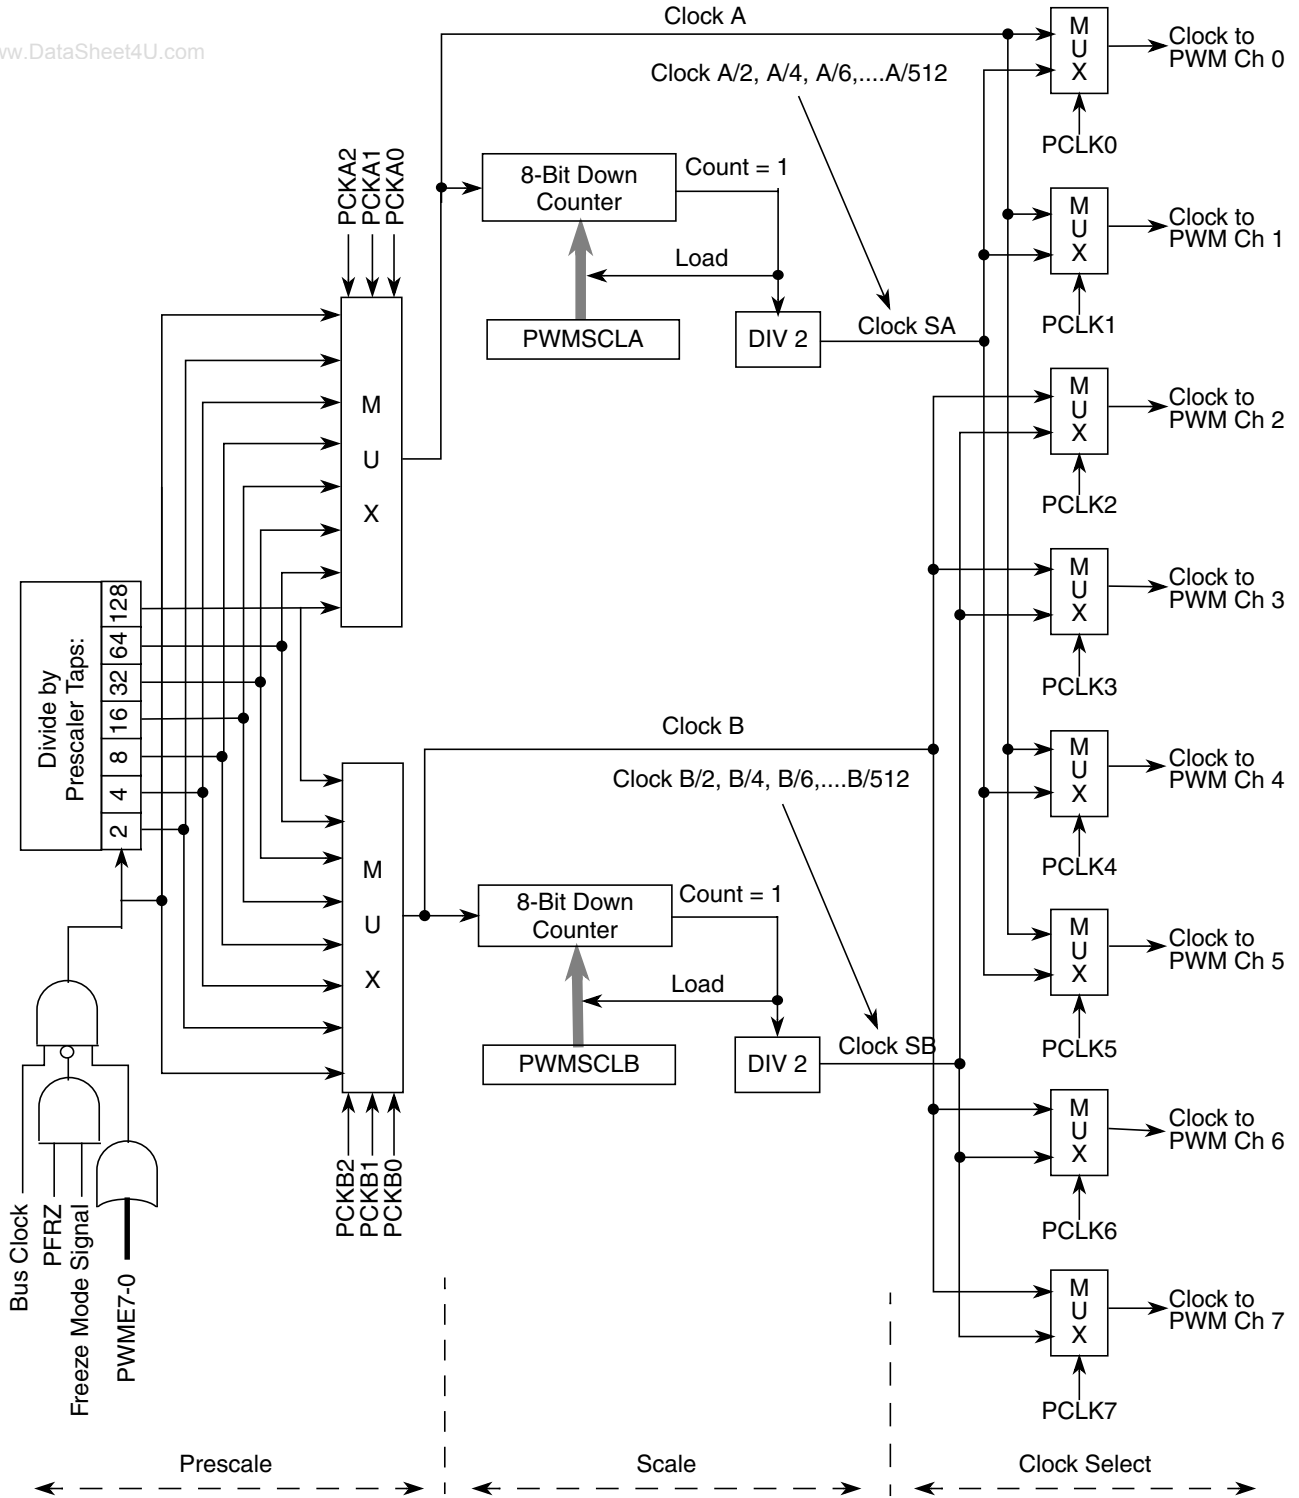 ww.DataSheet4U.com
Clock A
Clock A/2, A/4, A/6,....A/512
PCKA2
PCKA1
PCKA0
8-Bit Down
Counter
Count = 1
Load
PWMSCLA
DIV 2
Clock SA
M
U
X
Divide by
Prescaler Taps:
128
64
32
16
8
4
2
Clock B
Clock B/2, B/4, B/6,....B/512
M
U
X
8-Bit Down
Counter
Count = 1
Load
PWMSCLB
DIV 2
Clock SB
PCKB2
PCKB1
PCKB0
Bus Clock
PFRZ
Freeze Mode Signal
PWME7-0
M
U
X
Clock to
PWM Ch 0
PCLK0
M
U
X
Clock to
PWM Ch 1
PCLK1
M
U
X
Clock to
PWM Ch 2
PCLK2
M
U
X
Clock to
PWM Ch 3
PCLK3
M
U
X
Clock to
PWM Ch 4
PCLK4
M
U
X
Clock to
PWM Ch 5
PCLK5
M
U
X
Clock to
PWM Ch 6
PCLK6
M
U
X
Clock to
PWM Ch 7
PCLK7
Prescale
Scale
Clock Select